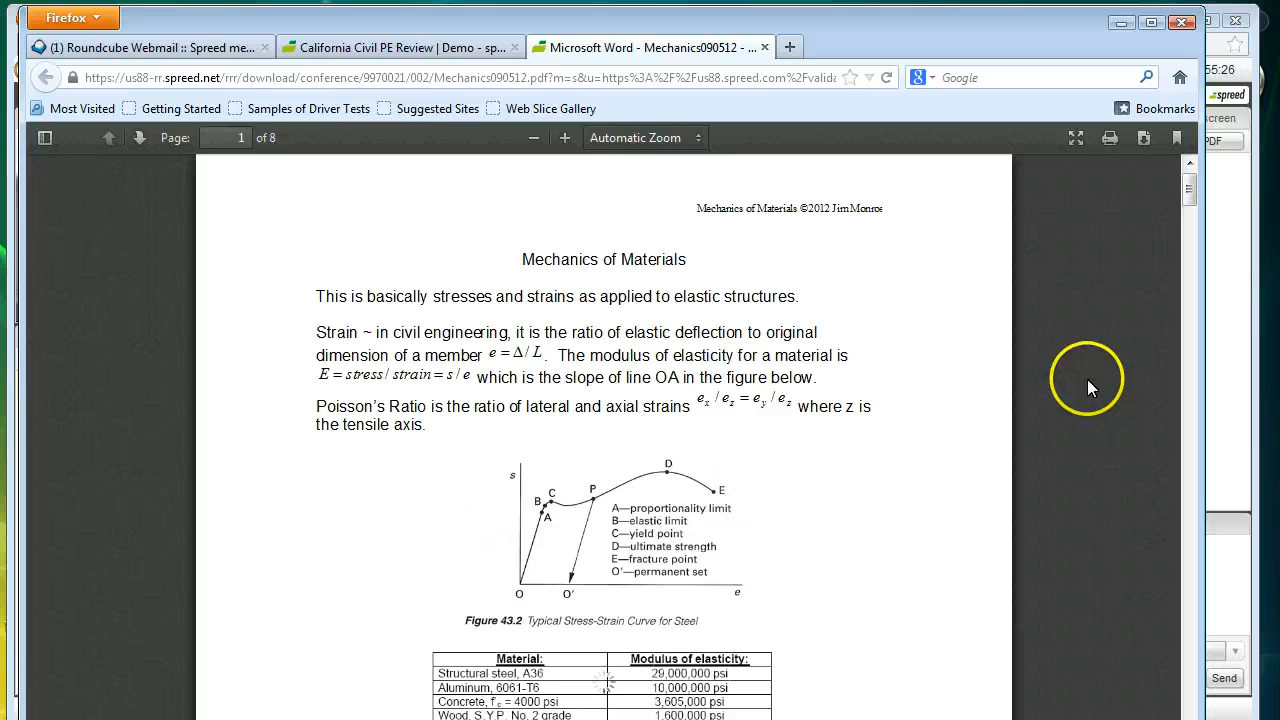 Firefox
(1) Roundcube Webmail :: Spreed me...
California Civil PE Review | Demo - sp...
Microsoft Word - Mechanics090512 - ...
https://us88-rr.spreed.net/rrr/download/conference/9970021/002/Mechanics090512.pdf?m=s&u=https%3A%2F%2Fus88.spreed.com%2Fvalida
Google
55:26
Most Visited
Getting Started
Samples of Driver Tests
Suggested Sites
Web Slice Gallery
Bookmarks
spreed
screen
Page: 1 of 8
Automatic Zoom
PDF
Mechanics of Materials ©2012 Jim Monroe
Mechanics of Materials
This is basically stresses and strains as applied to elastic structures.
Strain ~ in civil engineering, it is the ratio of elastic deflection to original
dimension of a member e = Δ / L. The modulus of elasticity for a material is
E = stress / strain = s / e which is the slope of line OA in the figure below.
Poisson's Ratio is the ratio of lateral and axial strains eₓ / e_z = e_y / e_z where z is
the tensile axis.
s
D
E
P
C
B
A
A—proportionality limit
B—elastic limit
C—yield point
D—ultimate strength
E—fracture point
O'—permanent set
O
O'
e
Figure 43.2 Typical Stress-Strain Curve for Steel
Material: Modulus of elasticity:
Structural steel, A36 29,000,000 psi
Aluminum, 6061-T6 10,000,000 psi
Concrete, f'c = 4000 psi 3,605,000 psi
Wood, S.Y.P. No. 2 grade 1,600,000 psi
Send